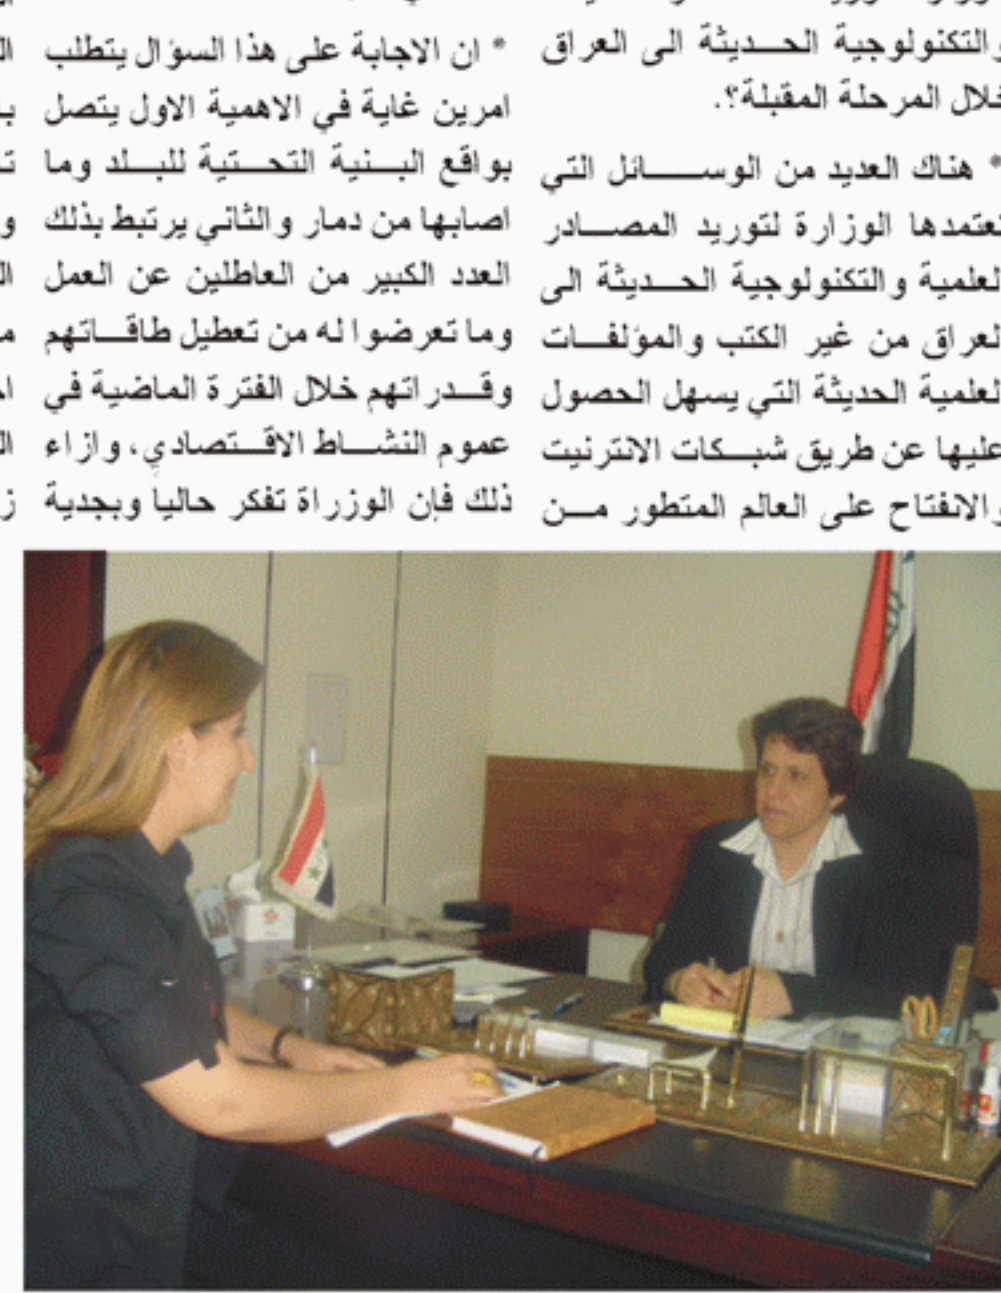 والتكنولوجية الحديثة الى العراق
خلال المرحلة المقبلة؟.
* هناك العديد من الوسائل التي
تعتمدها الوزارة لتوريد المصادر
العلمية والتكنولوجية الحديثة الى
العراق من غير الكتب والمؤلفات
العلمية الحديثة التي يسهل الحصول
عليها عن طريق شبكات الانترنيت
والانفتاح على العالم المتطور من
* ان الاجابة على هذا السؤال يتطلب
امرين غاية في الاهمية الاول يتصل
بواقع البنية التحتية للبلد وما
اصابها من دمار والثاني يرتبط بذلك
العدد الكبير من العاطلين عن العمل
وما تعرضوا له من تعطيل طاقاتهم
وقدراتهم خلال الفترة الماضية في
عموم النشاط الاقتصادي، وازاء
ذلك فإن الوزراة تفكر حاليا وبجدية